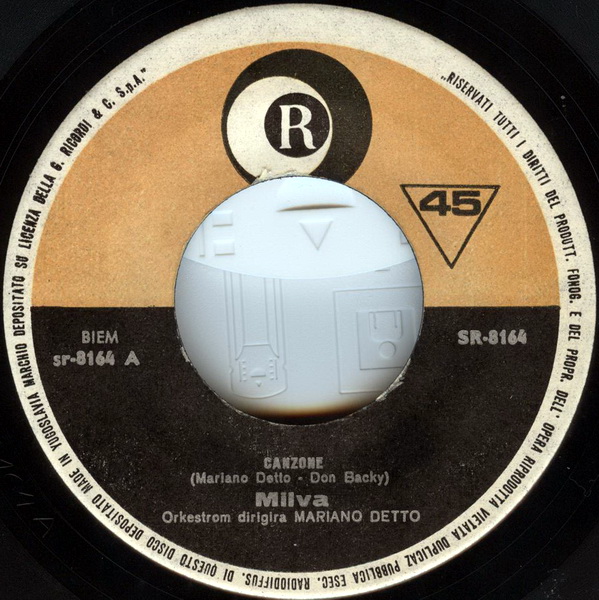 R
45
BIEM
sr-8164 A
SR-8164
CANZONE
(Mariano Detto - Don Backy)
Milva
Orkestrom dirigira MARIANO DETTO
„RISERVATI TUTTI I DIRITTI DEL PRODUTT. FONOG. E DEL PROPR. DELL' OPERA RIPRODOTTA VIETATA DUPLICAZ PUBBLICA ESEC. RADIODIFFUS. DI QUESTO DISCO DEPOSITATO MADE IN YUGOSLAVIA MARCHIO DEPOSITATO SU LICENZA DELLA G. RICORDI & C. S.p.A."